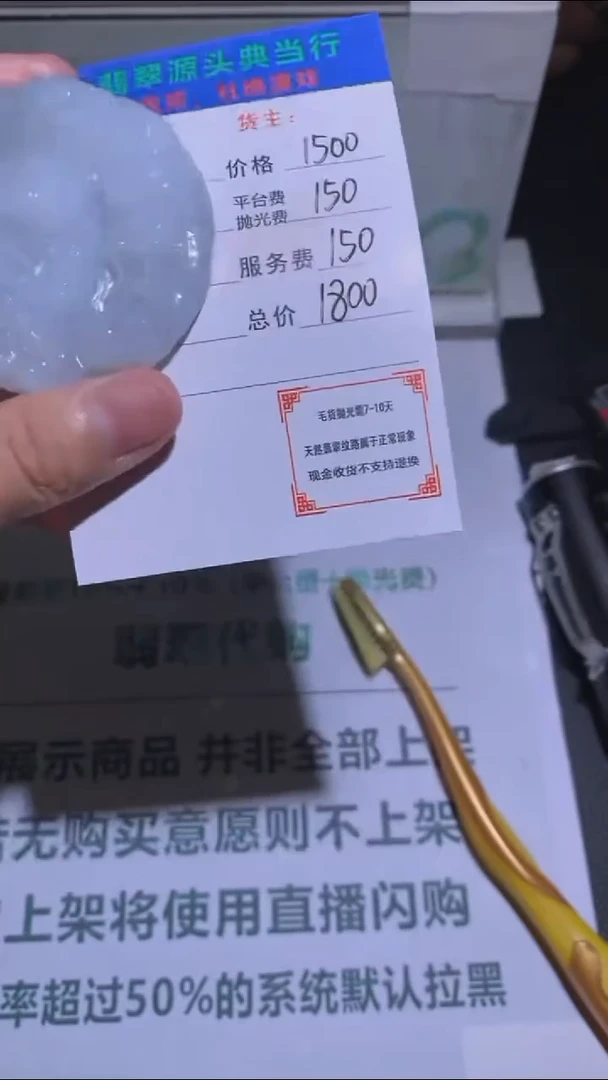 翡翠源头典当行
货主：
价格 1500
平台费
抛光费 150
服务费 150
总价 1800
毛货抛光需7-10天
天然翡翠纹路属于正常现象
现金收货不支持退换
翡翠代购
展示商品 并非全部上架
若无购买意愿则不上架
上架将使用直播闪购
率超过50%的系统默认拉黑